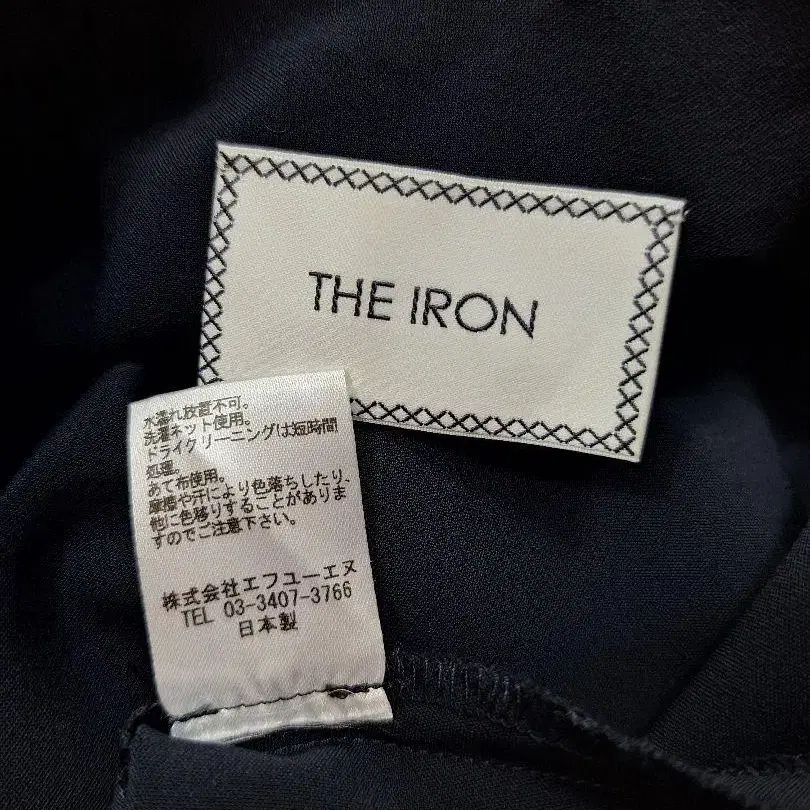 THE IRON
水濡れ放置不可。
洗濯ネット使用。
ドライクリーニングは短時間
処理。
あて布使用。
摩擦や汗により色落ちしたり、
他に色移りすることがありま
すのでご注意下さい。
株式会社エフユーエヌ
TEL 03-3407-3766
日本製